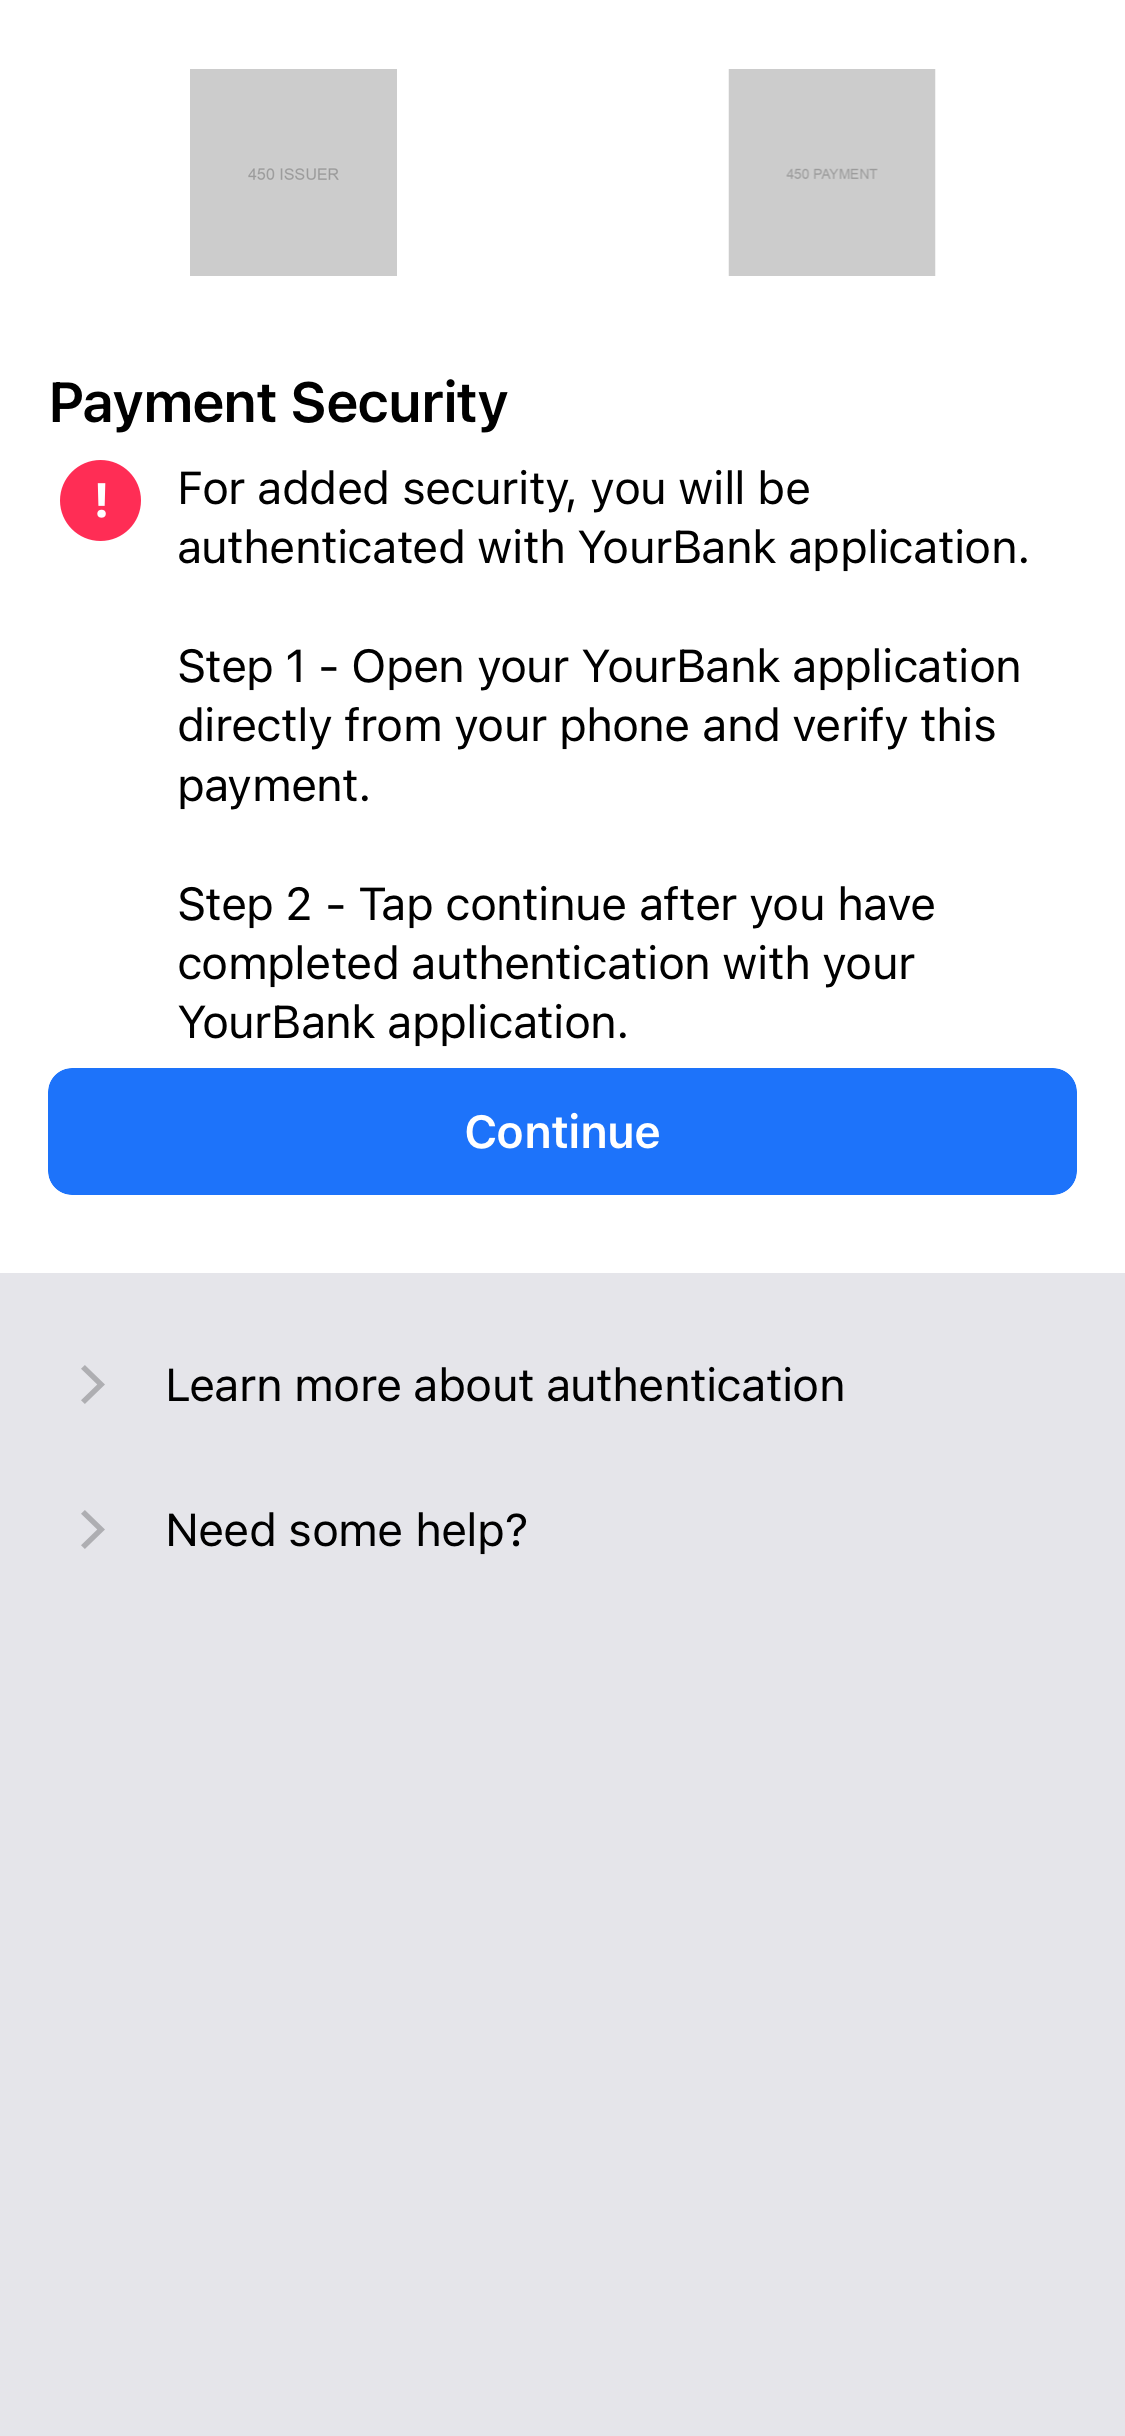 450 ISSUER
450 PAYMENT
Payment Security
!
For added security, you will be
authenticated with YourBank application.
Step 1 - Open your YourBank application
directly from your phone and verify this
payment.
Step 2 - Tap continue after you have
completed authentication with your
YourBank application.
Continue
Learn more about authentication
Need some help?